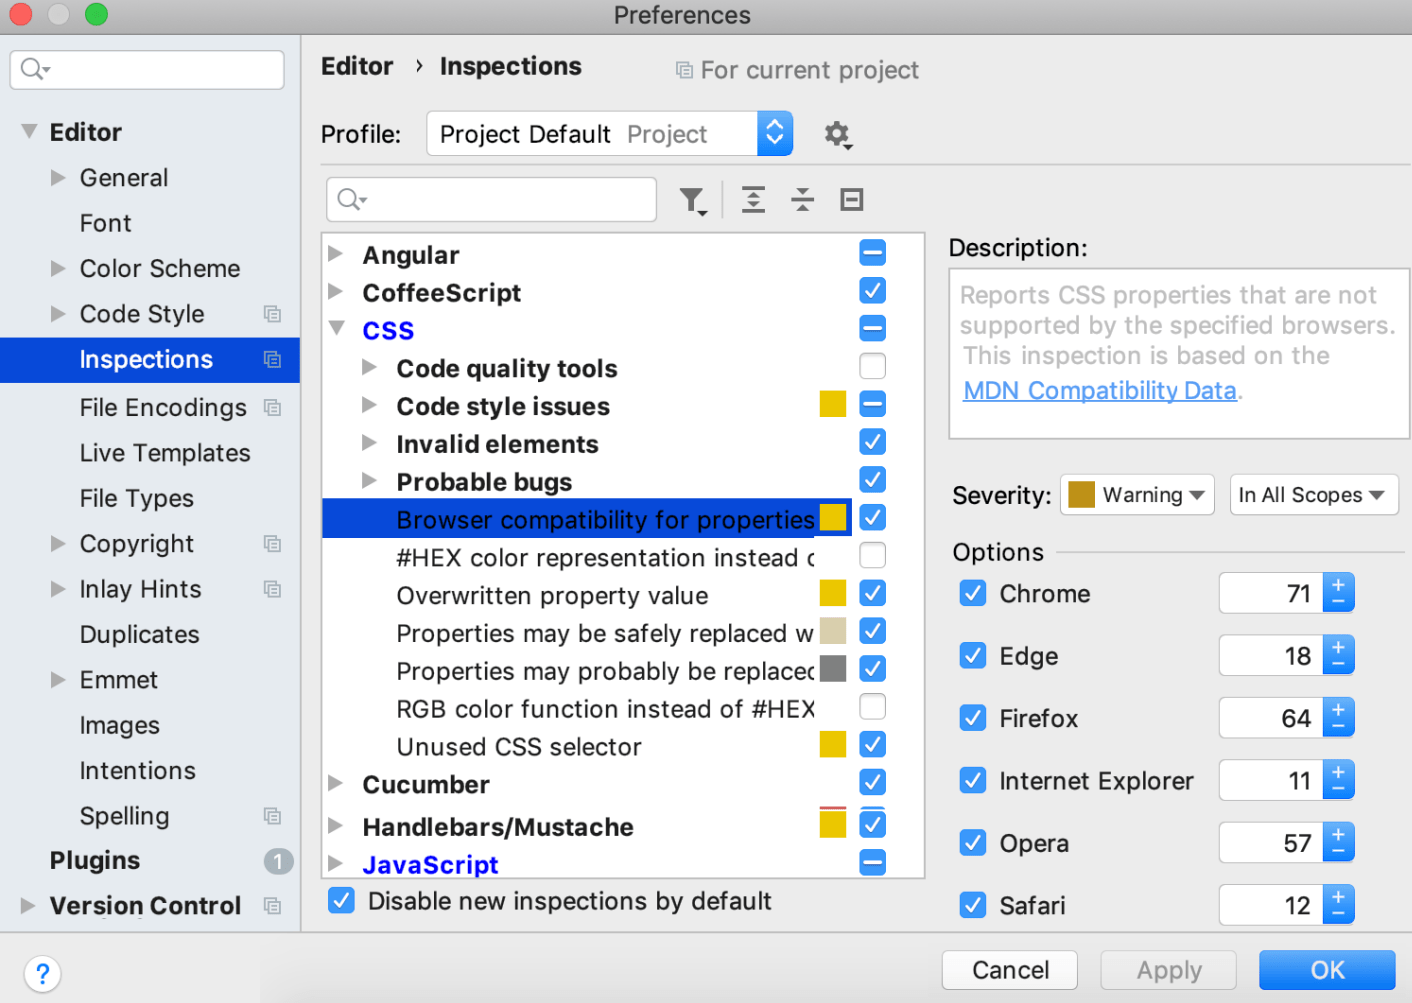 Preferences
Editor › Inspections
For current project
Profile: Project Default Project
Editor
General
Font
Color Scheme
Code Style
Inspections
File Encodings
Live Templates
File Types
Copyright
Inlay Hints
Duplicates
Emmet
Images
Intentions
Spelling
Plugins 1
Version Control
Angular
CoffeeScript
CSS
Code quality tools
Code style issues
Invalid elements
Probable bugs
Browser compatibility for properties
#HEX color representation instead o
Overwritten property value
Properties may be safely replaced w
Properties may probably be replaced
RGB color function instead of #HEX
Unused CSS selector
Cucumber
Handlebars/Mustache
JavaScript
Disable new inspections by default
Description:
Reports CSS properties that are not
supported by the specified browsers.
This inspection is based on the
MDN Compatibility Data.
Severity: Warning In All Scopes
Options
Chrome 71
Edge 18
Firefox 64
Internet Explorer 11
Opera 57
Safari 12
? Cancel Apply OK